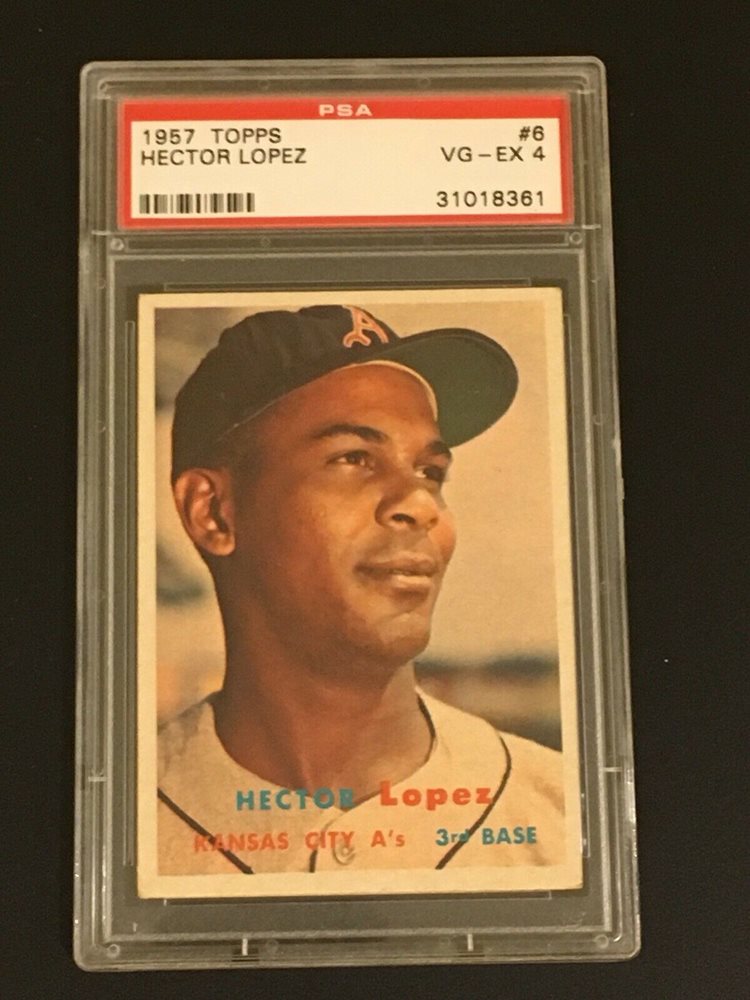 PSA
1957 TOPPS #6
HECTOR LOPEZ VG-EX 4
31018361
A
HECTOR Lopez
KANSAS CITY A's 3rd BASE